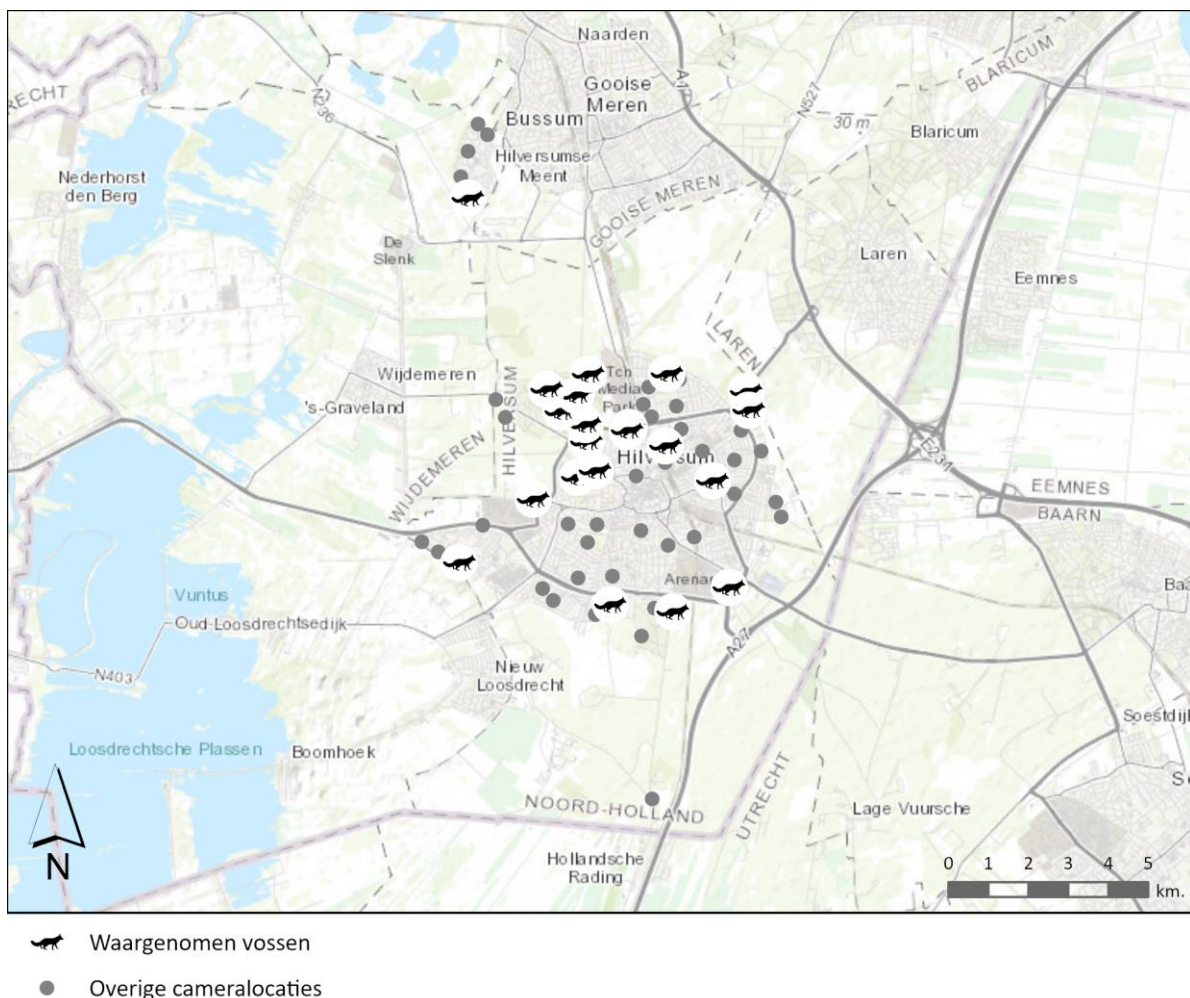 Naarden
Gooise
Meren
A1
N527
BLARICUM
RECHT
N236
Bussum
30 m
Blaricum
Hilversumse
Meent
Nederhorst
den Berg
GOOISE MEREN
De
Slenk
Laren
Eemnes
LAREN
Wijdemeren
's-Graveland
HILVERSUM
Media
Park
WIJDEMEREN
E231
EEMNES
BAARN
Vuntus
Oud-Loosdrechtsedijk
N403
A27
Nieuw
Loosdrecht
Soestdij
Loosdrechtsche Plassen
Boomhoek
NOORD-HOLLAND
UTRECHT
Lage Vuursche
Hollandsche
Rading
N
0 1 2 3 4 5
km.
Waargenomen vossen
Overige cameralocaties